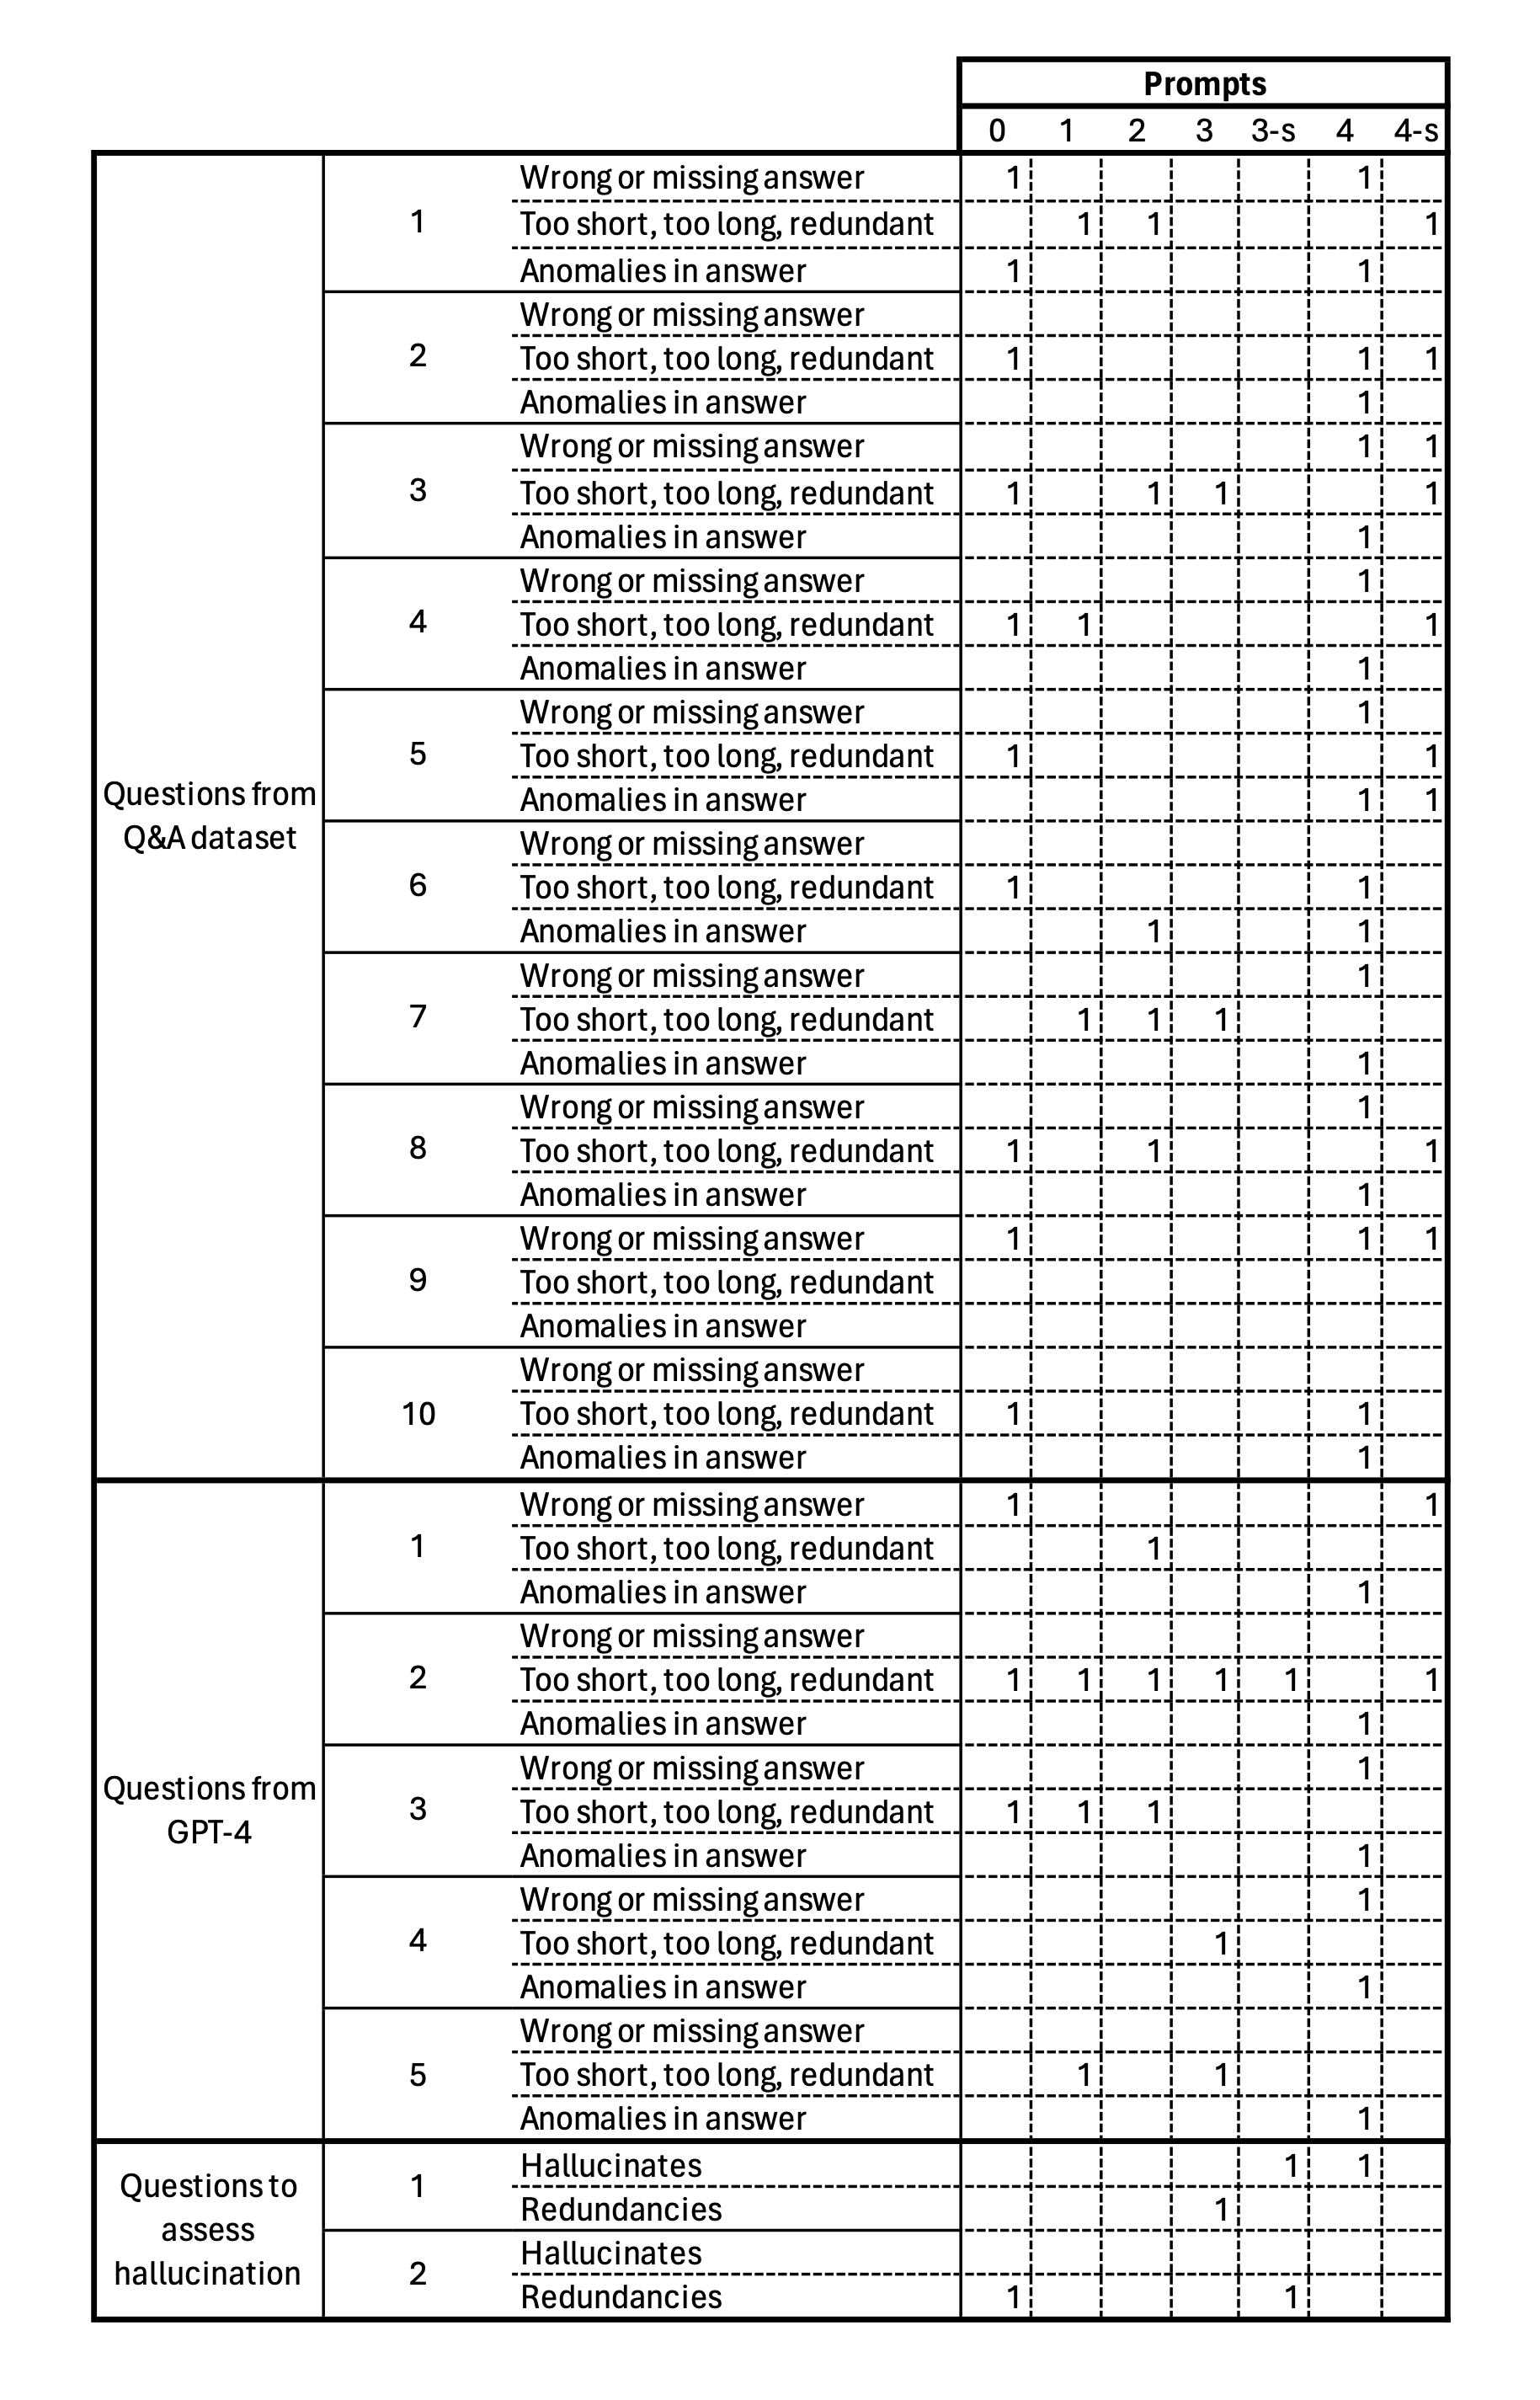 Prompts
0 1 2 3 3-s 4 4-s
Wrong or missing answer 1 1
1 Too short, too long, redundant 1 1 1
Anomalies in answer 1 1
Wrong or missing answer
2 Too short, too long, redundant 1 1 1
Anomalies in answer 1
Wrong or missing answer 1 1
3 Too short, too long, redundant 1 1 1 1
Anomalies in answer 1
Wrong or missing answer 1
4 Too short, too long, redundant 1 1 1
Anomalies in answer 1
Wrong or missing answer 1
5 Too short, too long, redundant 1 1
Questions from Anomalies in answer 1 1
Q&A dataset
Wrong or missing answer
6 Too short, too long, redundant 1 1
Anomalies in answer 1 1
Wrong or missing answer 1
7 Too short, too long, redundant 1 1 1
Anomalies in answer 1
Wrong or missing answer 1
8 Too short, too long, redundant 1 1 1
Anomalies in answer 1
Wrong or missing answer 1 1 1
9 Too short, too long, redundant
Anomalies in answer
Wrong or missing answer
10 Too short, too long, redundant 1 1
Anomalies in answer 1
Wrong or missing answer 1 1
1 Too short, too long, redundant 1
Anomalies in answer 1
Wrong or missing answer
2 Too short, too long, redundant 1 1 1 1 1 1
Anomalies in answer 1
Wrong or missing answer 1
Questions from
3 Too short, too long, redundant 1 1 1
GPT-4
Anomalies in answer 1
Wrong or missing answer 1
4 Too short, too long, redundant 1
Anomalies in answer 1
Wrong or missing answer
5 Too short, too long, redundant 1 1
Anomalies in answer 1
Hallucinates 1 1
Questions to 1
assess Redundancies 1
Hallucinates
hallucination 2
Redundancies 1 1